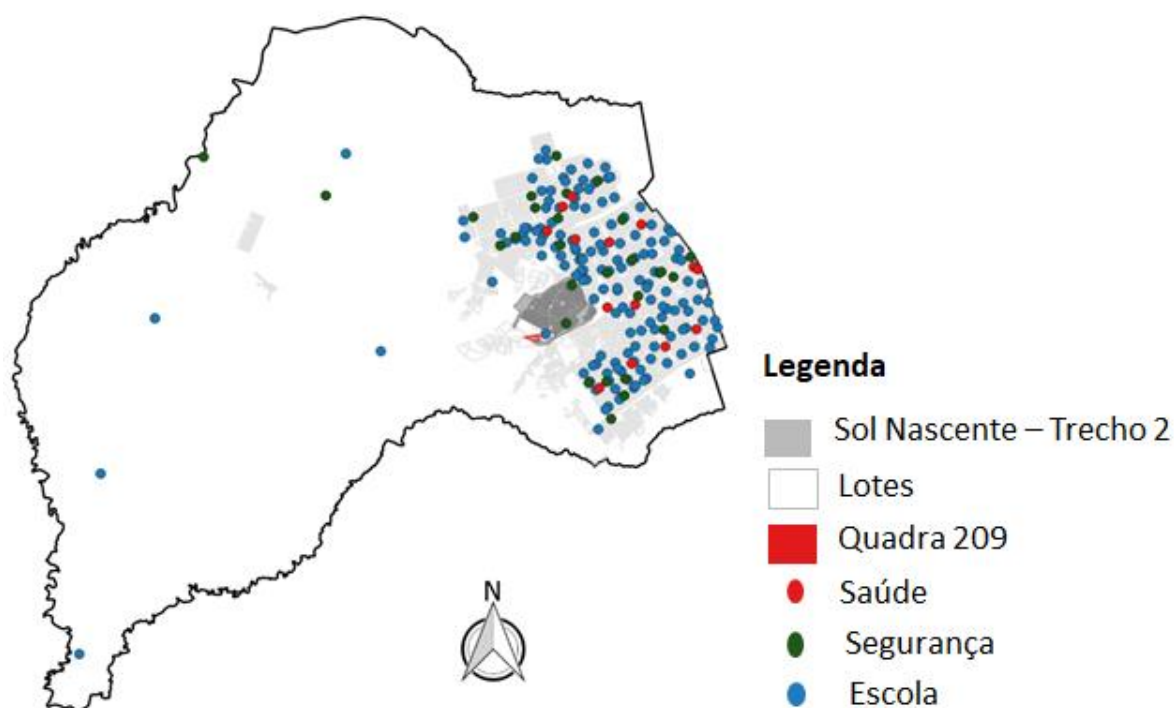 Legenda
Sol Nascente – Trecho 2
Lotes
Quadra 209
N
Saúde
Segurança
Escola